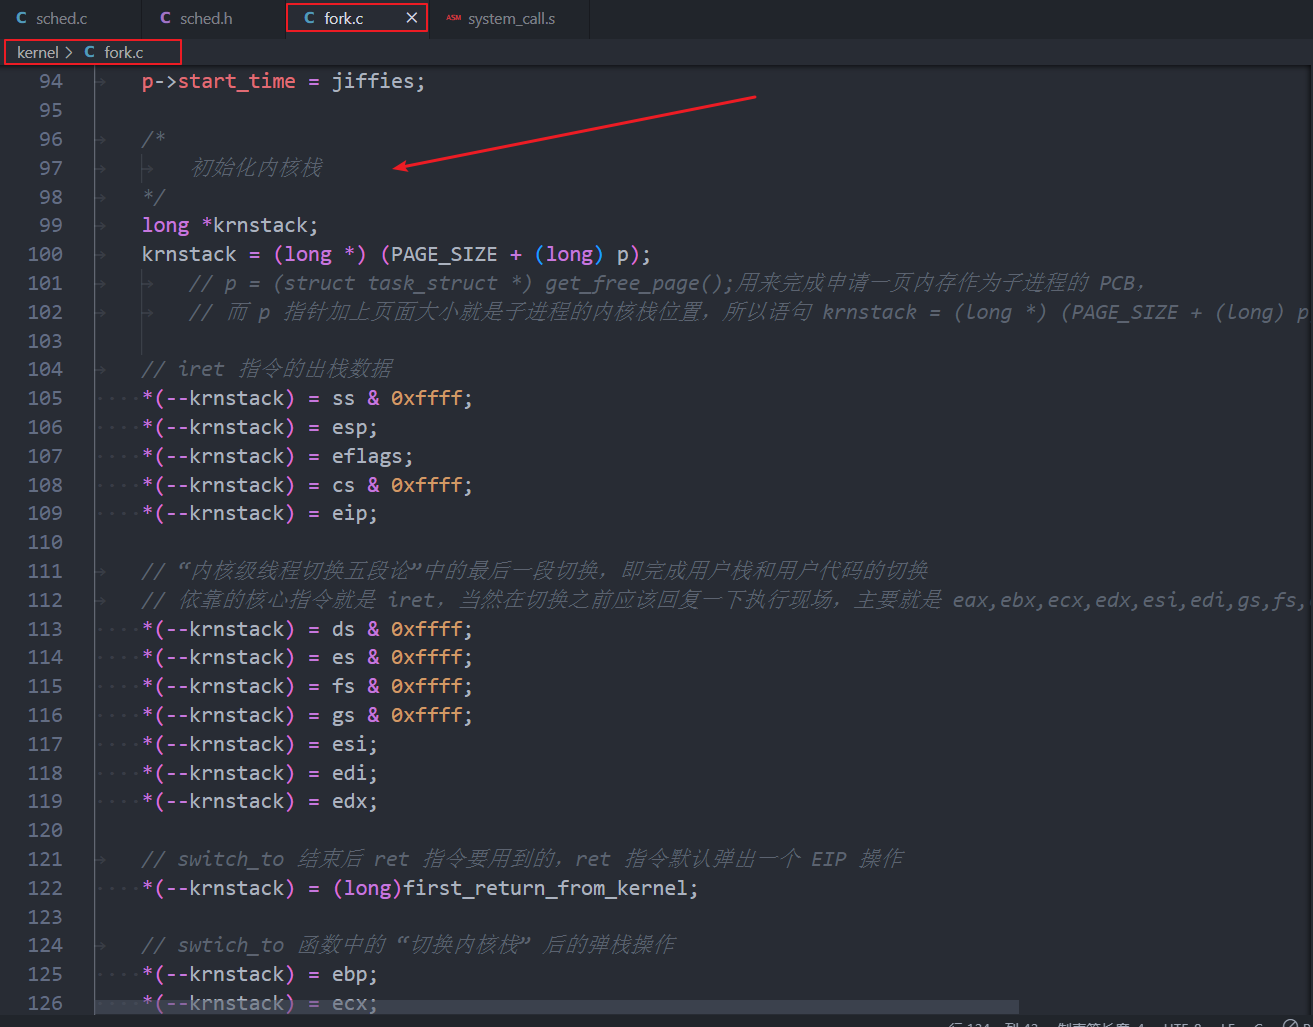 C sched.c C sched.h C fork.c × ASM system_call.s
kernel > C fork.c
94 p->start_time = jiffies;
95
96 /*
97 初始化内核栈
98 */
99 long *krnstack;
100 krnstack = (long *) (PAGE_SIZE + (long) p);
101 // p = (struct task_struct *) get_free_page();用来完成申请一页内存作为子进程的 PCB,
102 // 而 p 指针加上页面大小就是子进程的内核栈位置，所以语句 krnstack = (long *) (PAGE_SIZE + (long) p
103
104 // iret 指令的出栈数据
105 *(--krnstack) = ss & 0xffff;
106 *(--krnstack) = esp;
107 *(--krnstack) = eflags;
108 *(--krnstack) = cs & 0xffff;
109 *(--krnstack) = eip;
110
111 // “内核级线程切换五段论”中的最后一段切换，即完成用户栈和用户代码的切换
112 // 依靠的核心指令就是 iret，当然在切换之前应该回复一下执行现场，主要就是 eax,ebx,ecx,edx,esi,edi,gs,fs,
113 *(--krnstack) = ds & 0xffff;
114 *(--krnstack) = es & 0xffff;
115 *(--krnstack) = fs & 0xffff;
116 *(--krnstack) = gs & 0xffff;
117 *(--krnstack) = esi;
118 *(--krnstack) = edi;
119 *(--krnstack) = edx;
120
121 // switch_to 结束后 ret 指令要用到的，ret 指令默认弹出一个 EIP 操作
122 *(--krnstack) = (long)first_return_from_kernel;
123
124 // swtich_to 函数中的 “切换内核栈” 后的弹栈操作
125 *(--krnstack) = ebp;
126 *(--krnstack) = ecx;